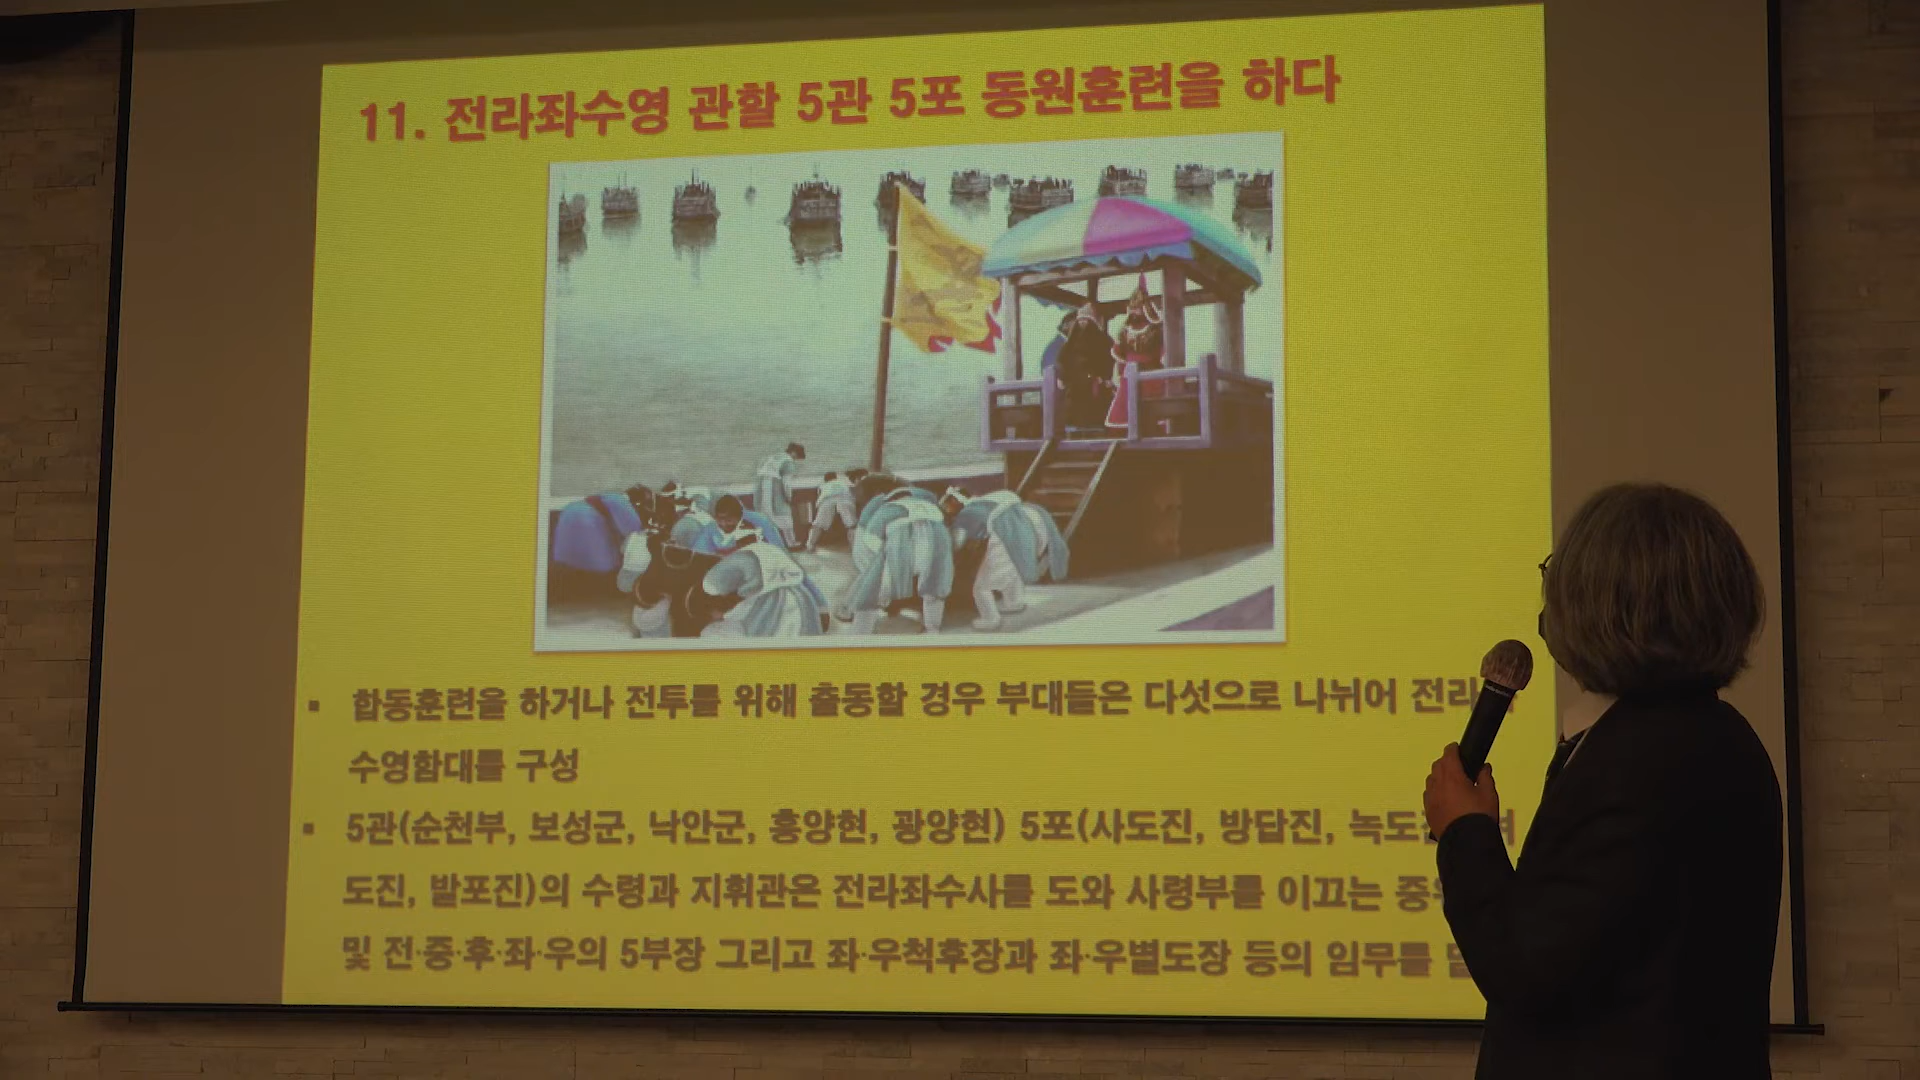 11. 전라좌수영 관할 5관 5포 동원훈련을 하다
▪ 합동훈련을 하거나 전투를 위해 출동할 경우 부대들은 다섯으로 나뉘어 전라
수영함대를 구성
▪ 5관(순천부, 보성군, 낙안군, 흥양현, 광양현) 5포(사도진, 방답진, 녹도
도진, 발포진)의 수령과 지휘관은 전라좌수사를 도와 사령부를 이끄는
및 전·중·후·좌·우의 5부장 그리고 좌·우척후장과 좌·우별도장 등의 임무를